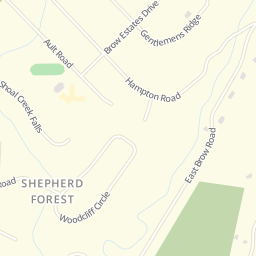 Brow Estates Drive
Gentlemens Ridge
Ault Road
Hampton Road
Shoal Creek Falls
East Brow Road
Road
SHEPHERD
FOREST
Woodcliff Circle